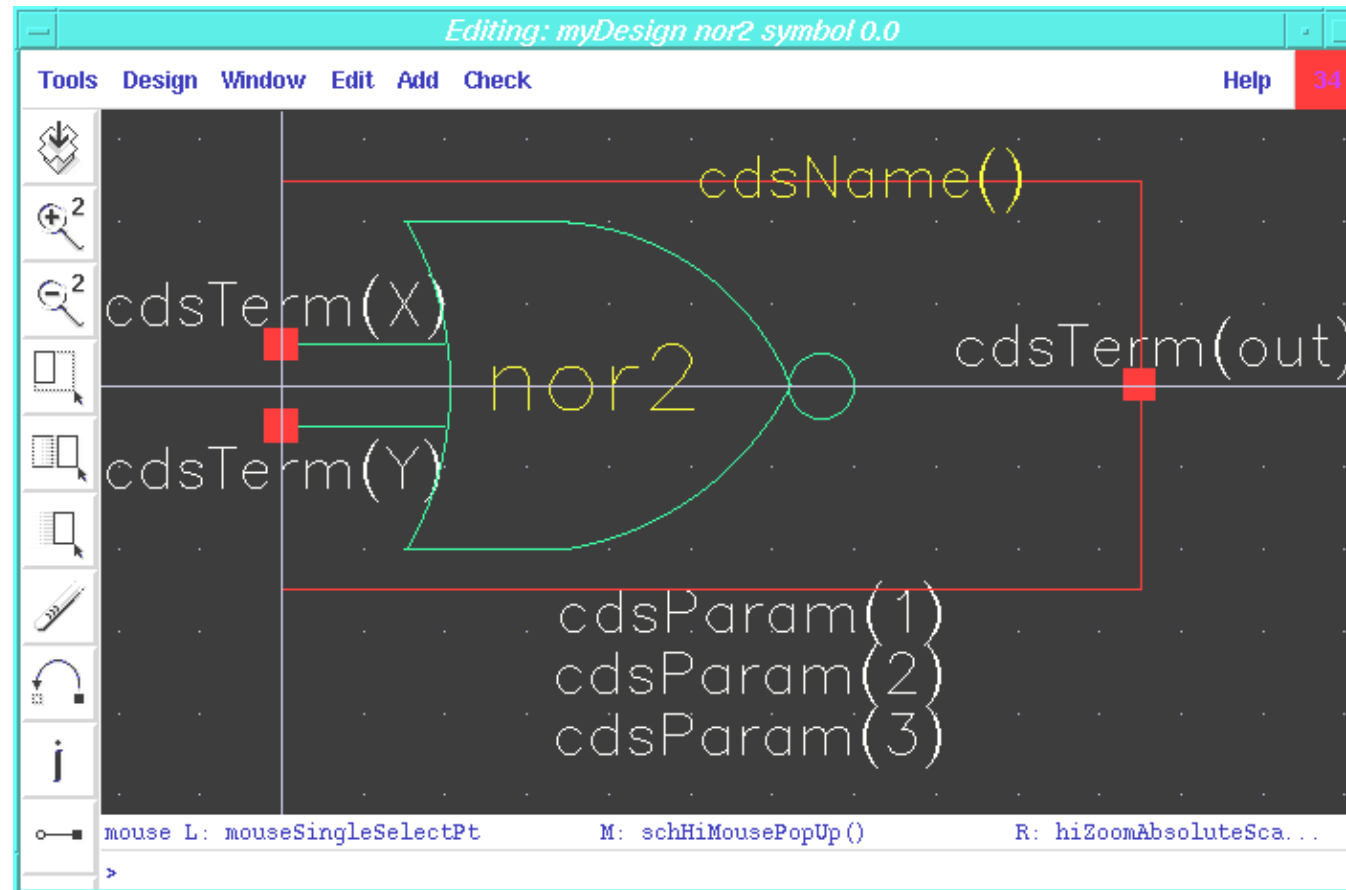 Editing: myDesign nor2 symbol 0.0
Tools Design Window Edit Add Check Help 34
cdsName()
2
2
cdsTerm(X)
cdsTerm(out)
nor2
cdsTerm(Y)
cdsParam(1)
cdsParam(2)
cdsParam(3)
j
mouse L: mouseSingleSelectPt M: schHiMousePopUp() R: hiZoomAbsoluteSca...
>